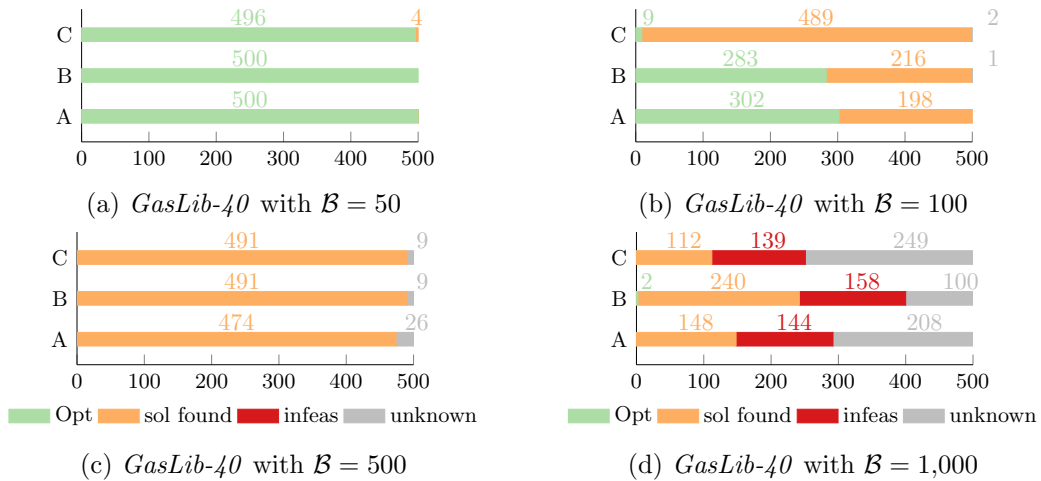 496 4
C
500
B
500
A
0 100 200 300 400 500
(a) GasLib-40 with 𝓑 = 50
9 489 2
C
283 216 1
B
302 198
A
0 100 200 300 400 500
(b) GasLib-40 with 𝓑 = 100
491 9
C
491 9
B
474 26
A
0 100 200 300 400 500
Opt sol found infeas unknown
(c) GasLib-40 with 𝓑 = 500
112 139 249
C
2 240 158 100
B
148 144 208
A
0 100 200 300 400 500
Opt sol found infeas unknown
(d) GasLib-40 with 𝓑 = 1,000